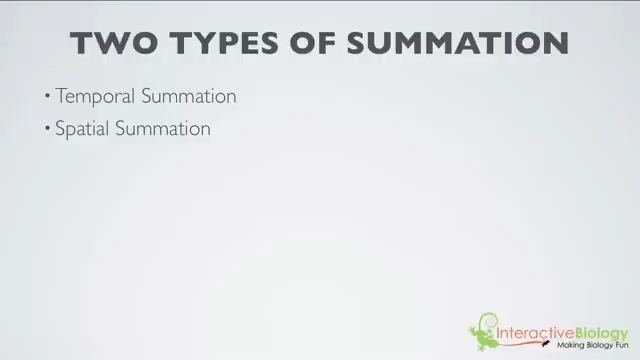 TWO TYPES OF SUMMATION
• Temporal Summation
• Spatial Summation
InteractiveBiology
Making Biology Fun